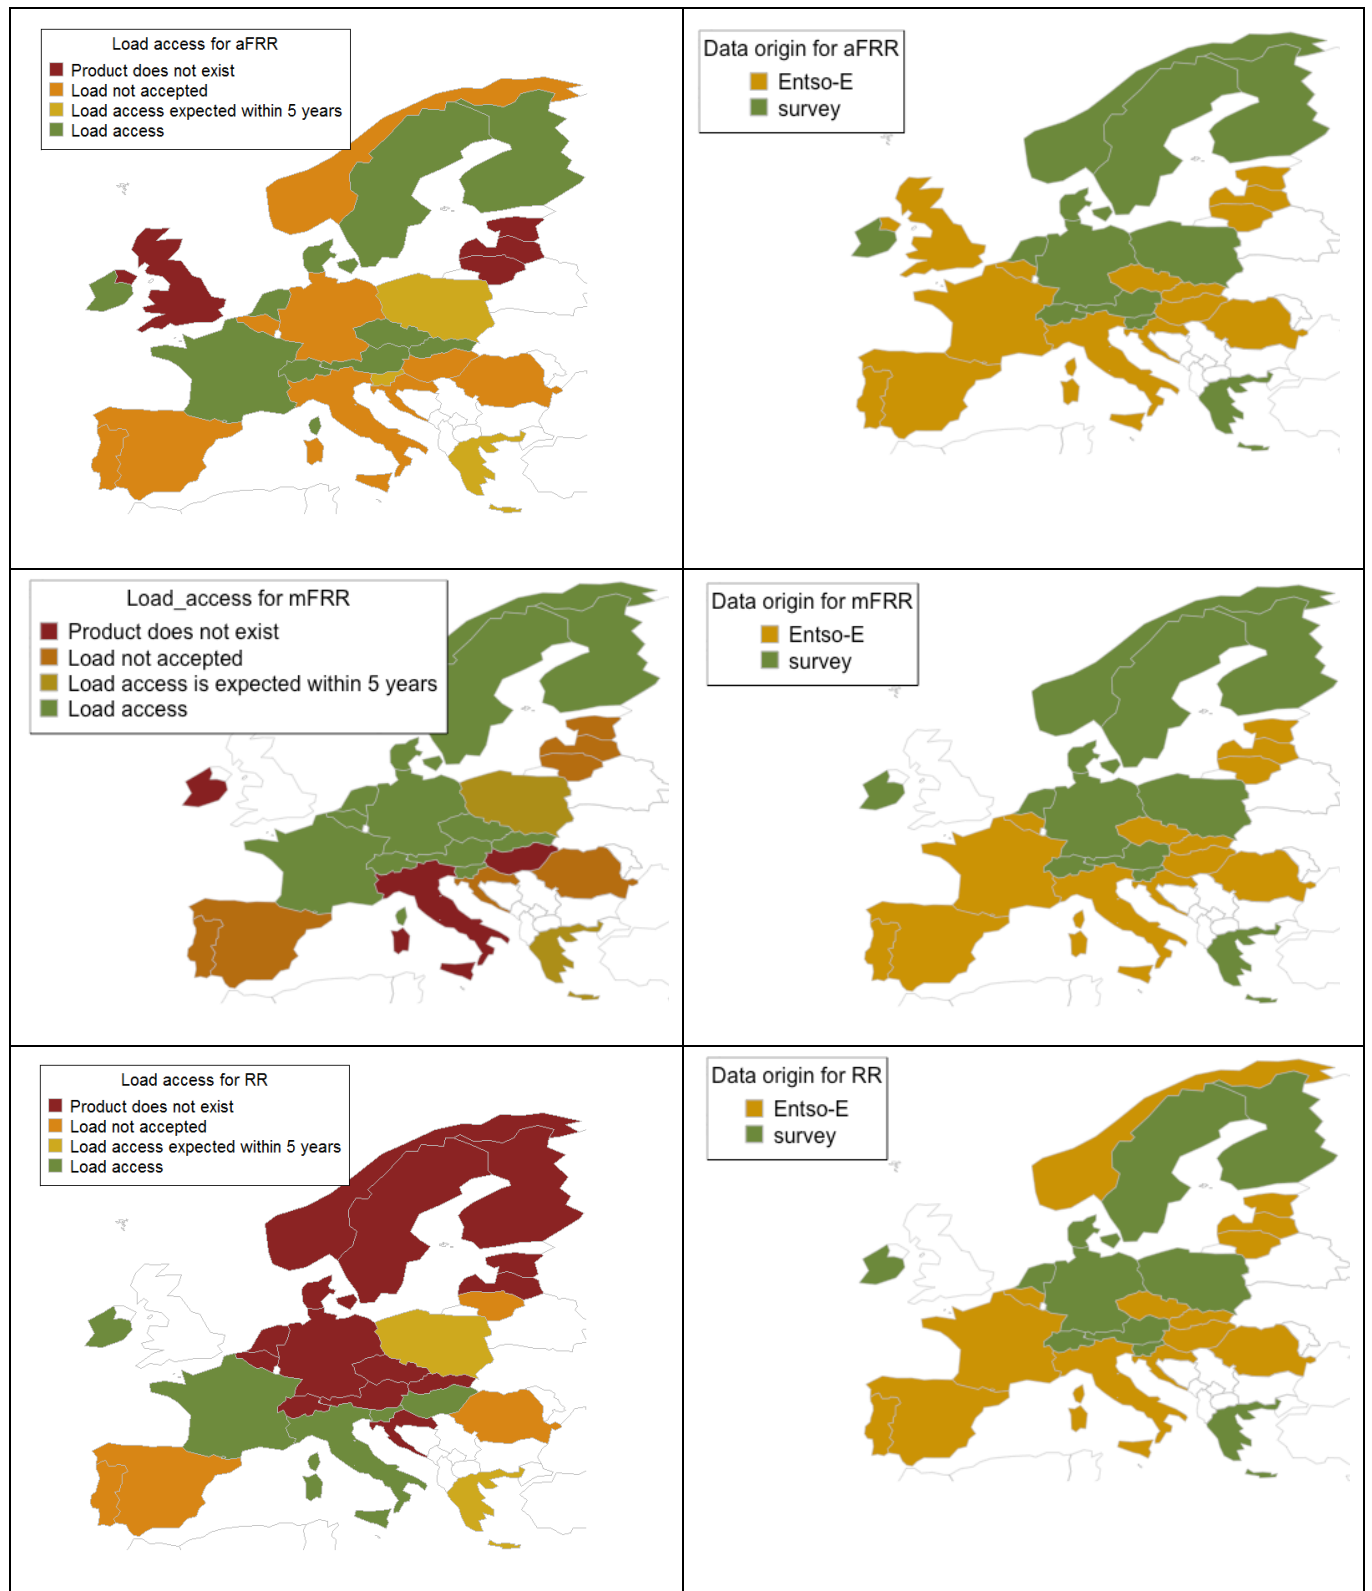 Load access for aFRR
Product does not exist
Load not accepted
Load access expected within 5 years
Load access
Data origin for aFRR
Entso-E
survey
Load_access for mFRR
Product does not exist
Load not accepted
Load access is expected within 5 years
Load access
Data origin for mFRR
Entso-E
survey
Load access for RR
Product does not exist
Load not accepted
Load access expected within 5 years
Load access
Data origin for RR
Entso-E
survey